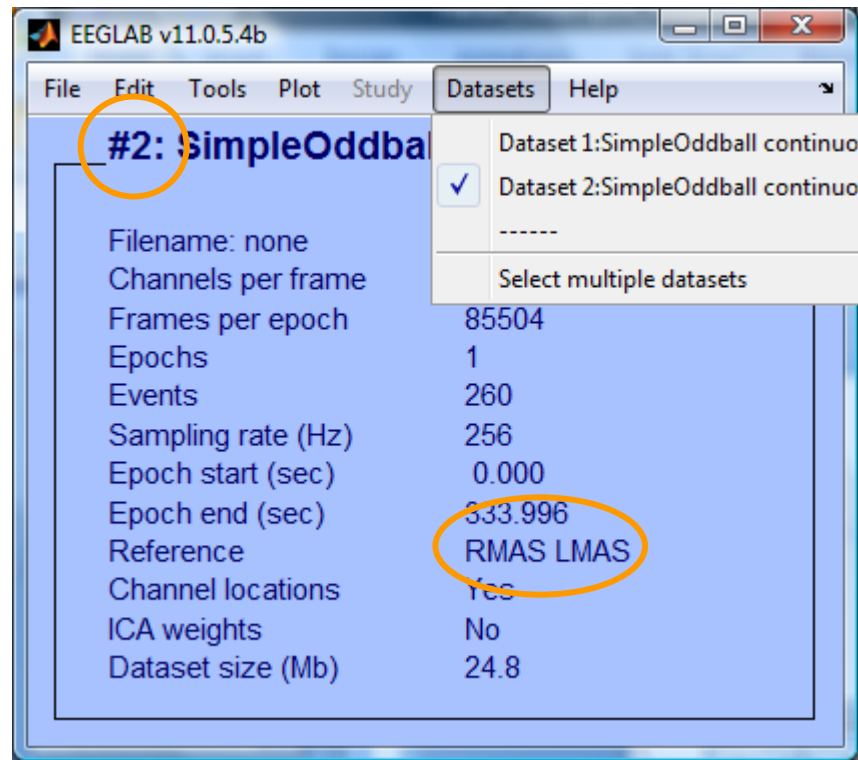 EEGLAB v11.0.5.4b
File Edit Tools Plot Study Datasets Help
#2: SimpleOddbal
Dataset 1:SimpleOddball continuo
Dataset 2:SimpleOddball continuo
------
Select multiple datasets
Filename: none
Channels per frame
Frames per epoch 85504
Epochs 1
Events 260
Sampling rate (Hz) 256
Epoch start (sec) 0.000
Epoch end (sec) 333.996
Reference RMAS LMAS
Channel locations Yes
ICA weights No
Dataset size (Mb) 24.8